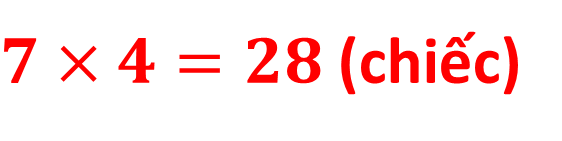 7 × 4 = 28 (chiếc)